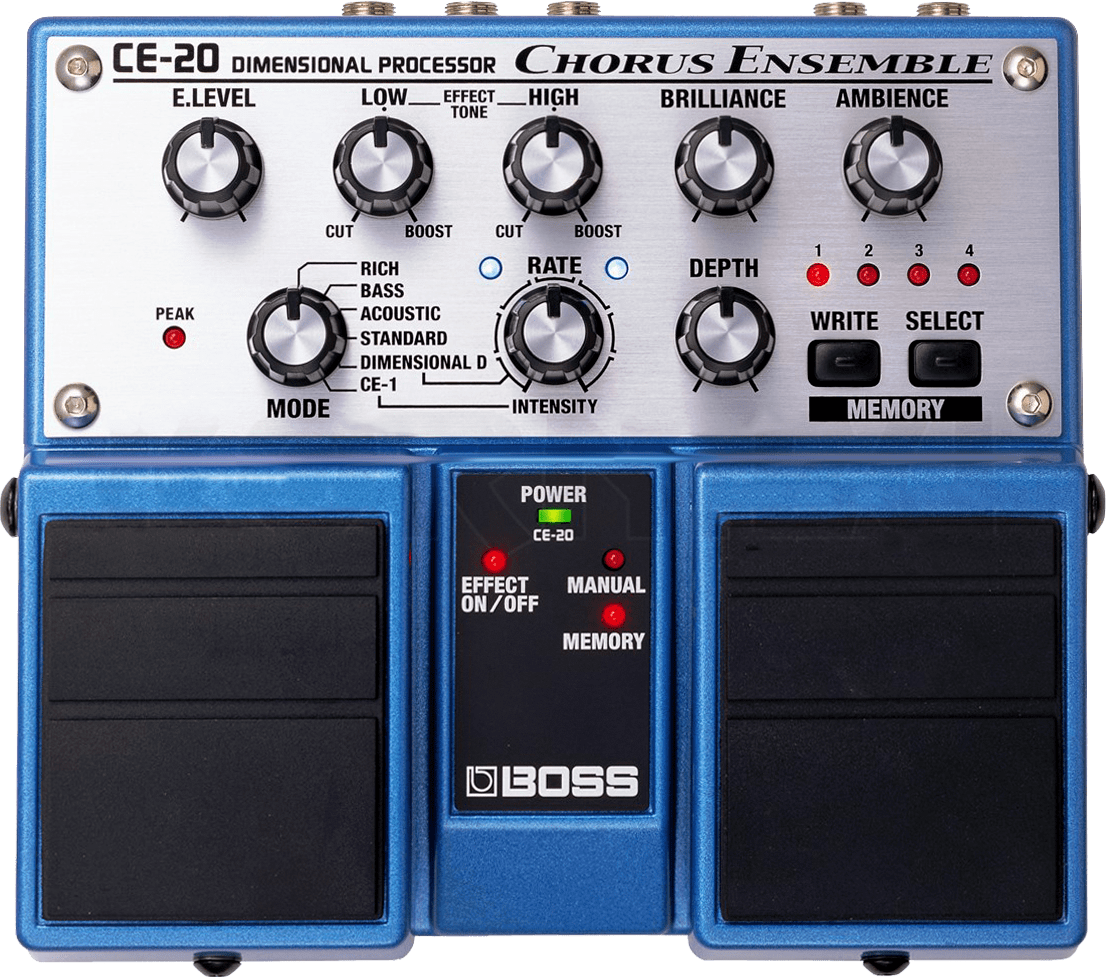 CE-20 DIMENSIONAL PROCESSOR CHORUS ENSEMBLE
E.LEVEL
LOW
EFFECT
TONE
HIGH
BRILLIANCE
AMBIENCE
CUT
BOOST
CUT
BOOST
PEAK
RICH
BASS
ACOUSTIC
STANDARD
DIMENSIONAL D
CE-1
MODE
RATE
INTENSITY
DEPTH
1 2 3 4
WRITE
SELECT
MEMORY
POWER
CE-20
EFFECT
ON/OFF
MANUAL
MEMORY
BOSS